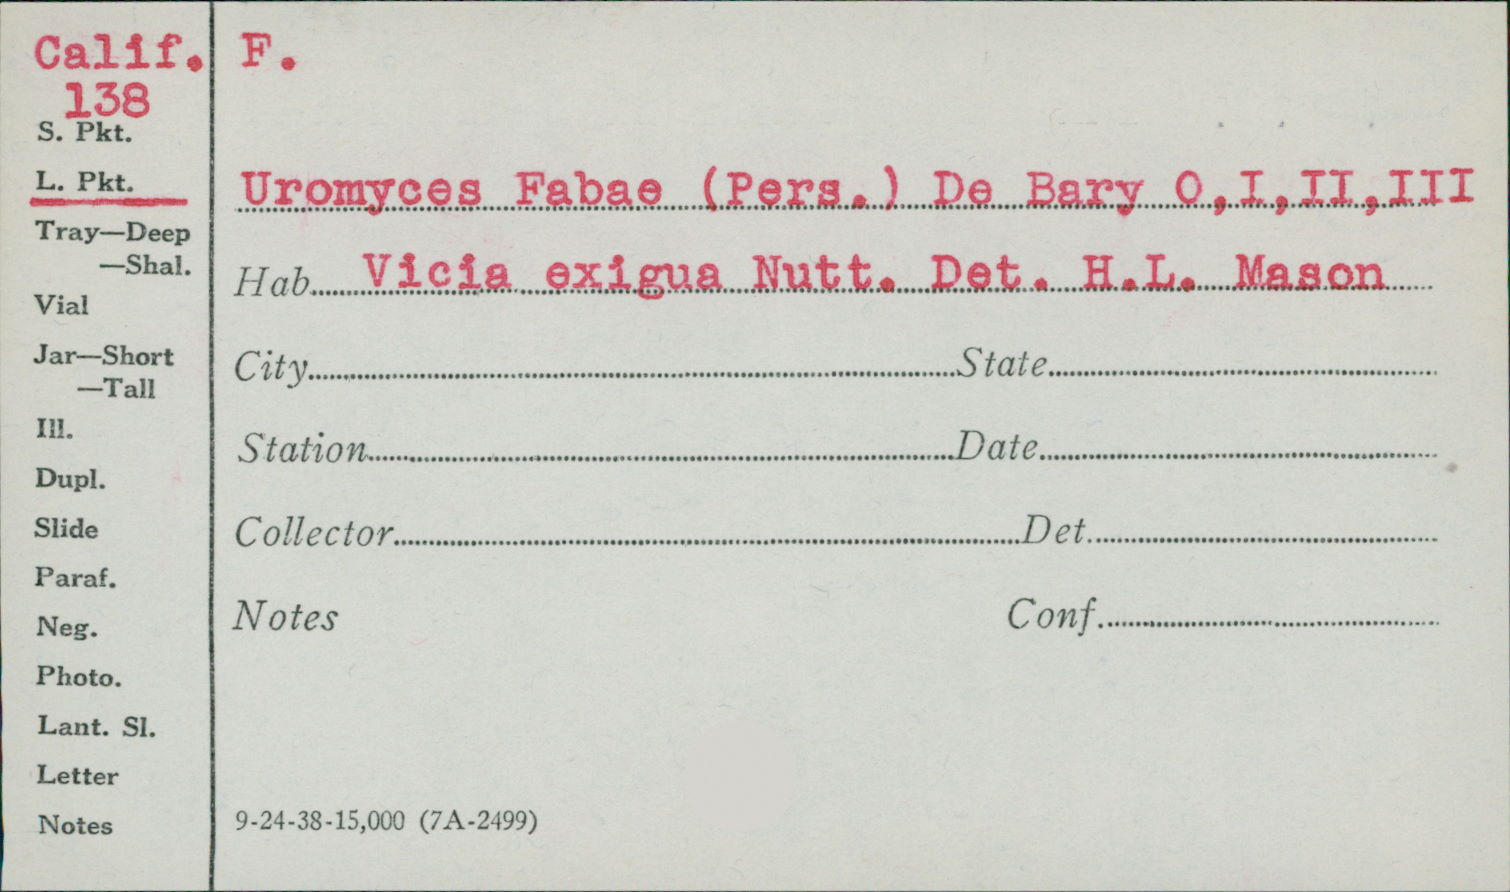 Calif.
138
S. Pkt.
L. Pkt.
Tray—Deep
—Shal.
Vial
Jar—Short
—Tall
Ill.
Dupl.
Slide
Paraf.
Neg.
Photo.
Lant. Sl.
Letter
Notes
F.
Uromyces Fabae (Pers.) De Bary O,I,II,III
Hab. Vicia exigua Nutt. Det. H.L. Mason
City State
Station Date
Collector Det.
Notes Conf.
9-24-38-15,000 (7A-2499)